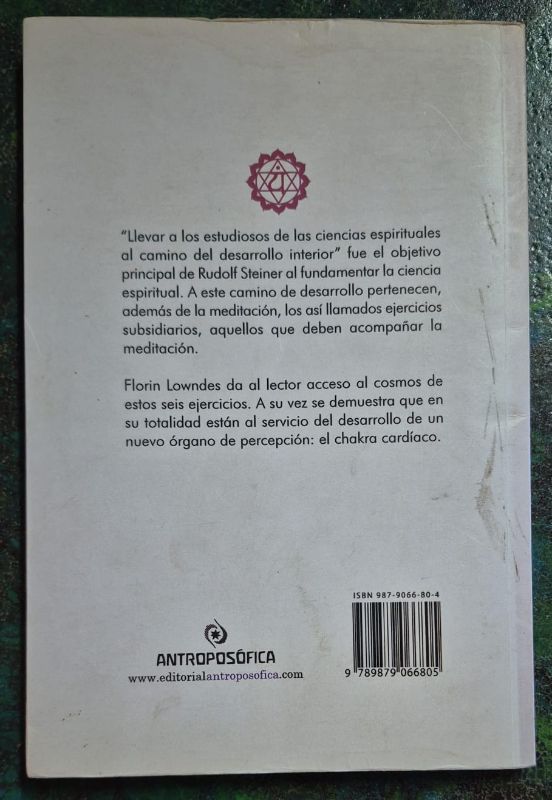 "Llevar a los estudiosos de las ciencias espirituales
al camino del desarrollo interior" fue el objetivo
principal de Rudolf Steiner al fundamentar la ciencia
espiritual. A este camino de desarrollo pertenecen,
además de la meditación, los así llamados ejercicios
subsidiarios, aquellos que deben acompañar la
meditación.
Florin Lowndes da al lector acceso al cosmos de
estos seis ejercicios. A su vez se demuestra que en
su totalidad están al servicio del desarrollo de un
nuevo órgano de percepción: el chakra cardíaco.
ANTROPOSÓFICA
www.editorialantroposofica.com
ISBN 987-9066-80-4
9 789879 066805